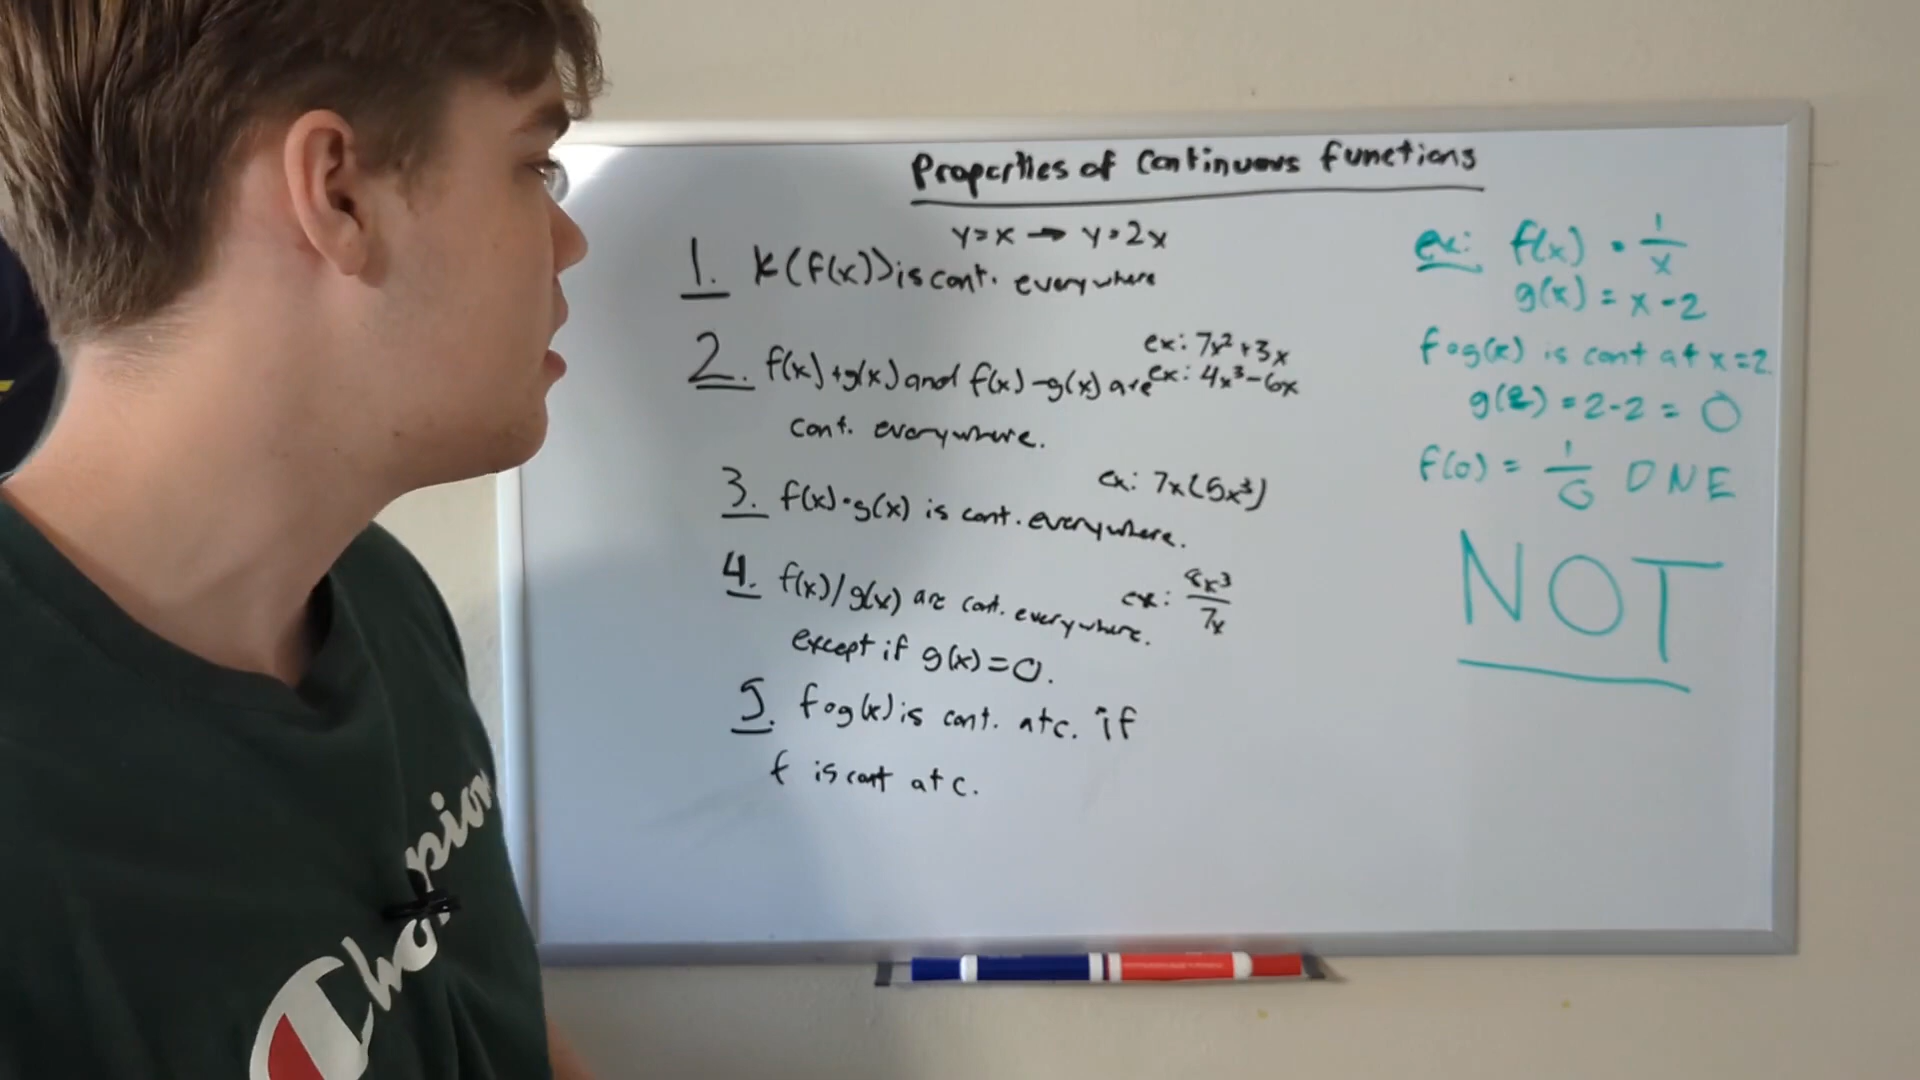 Properties of Continuous Functions
y=x → y=2x
1. k(f(x)) is cont. everywhere
2. f(x)+g(x) and f(x)-g(x) are
cont. everywhere.
ex: 7x²+3x
ex: 4x³-6x
3. f(x)·g(x) is cont. everywhere.
ex: 7x(5x³)
4. f(x)/g(x) are cont. everywhere.
except if g(x)=0.
ex: 8x³/7x
5. fog(x) is cont. at c. if
f is cont at c.
ex: f(x) = 1/x
g(x) = x-2
fog(x) is cont at x=2.
g(2) = 2-2 = 0
f(0) = 1/0 DNE
NOT
Champion